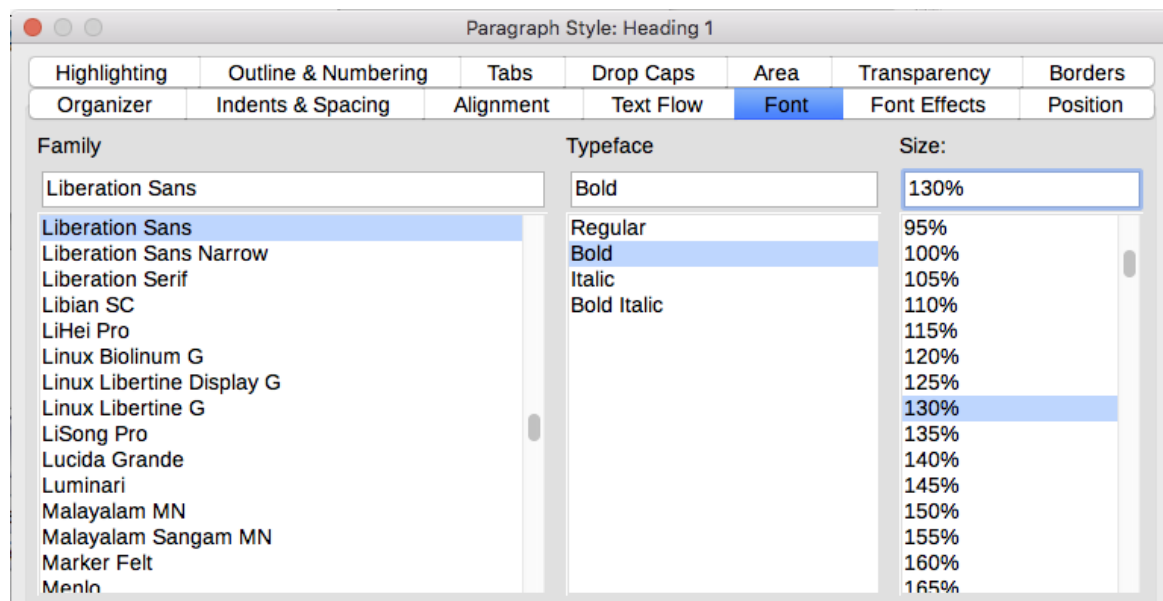 Paragraph Style: Heading 1
Highlighting Outline & Numbering Tabs Drop Caps Area Transparency Borders
Organizer Indents & Spacing Alignment Text Flow Font Font Effects Position
Family Typeface Size:
Liberation Sans Bold 130%
Liberation Sans Regular 95%
Liberation Sans Narrow Bold 100%
Liberation Serif Italic 105%
Libian SC Bold Italic 110%
LiHei Pro 115%
Linux Biolinum G 120%
Linux Libertine Display G 125%
Linux Libertine G 130%
LiSong Pro 135%
Lucida Grande 140%
Luminari 145%
Malayalam MN 150%
Malayalam Sangam MN 155%
Marker Felt 160%
Menlo 165%